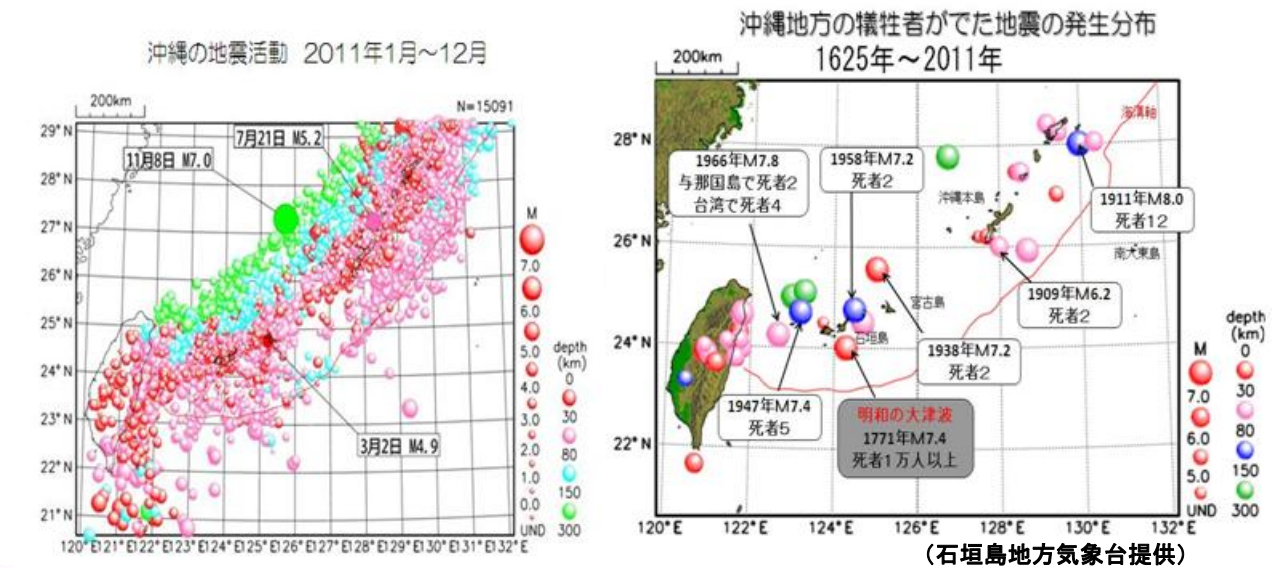 沖縄の地震活動 2011年1月～12月
200km
N=15091
29°N
28°N
27°N
26°N
25°N
24°N
23°N
22°N
21°N
7月21日 M5.2
11月8日 M7.0
3月2日 M4.9
120°E
121°E
122°E
123°E
124°E
125°E
126°E
127°E
128°E
129°E
130°E
131°E
132°E
M
7.0
6.0
5.0
4.0
3.0
2.0
1.0
0.0
UND
depth
(km)
0
30
80
150
300
沖縄地方の犠牲者がでた地震の発生分布
1625年～2011年
200km
28°N
26°N
24°N
22°N
海溝軸
1966年M7.8
与那国島で死者2
台湾で死者4
1958年M7.2
死者2
沖縄本島
1911年M8.0
死者12
南大東島
1909年M6.2
死者2
宮古島
石垣島
1938年M7.2
死者2
1947年M7.4
死者5
明和の大津波
1771年M7.4
死者1万人以上
120°E
122°E
124°E
126°E
128°E
130°E
132°E
M
7.0
6.0
5.0
UND
depth
(km)
0
30
80
150
300
（石垣島地方気象台提供）